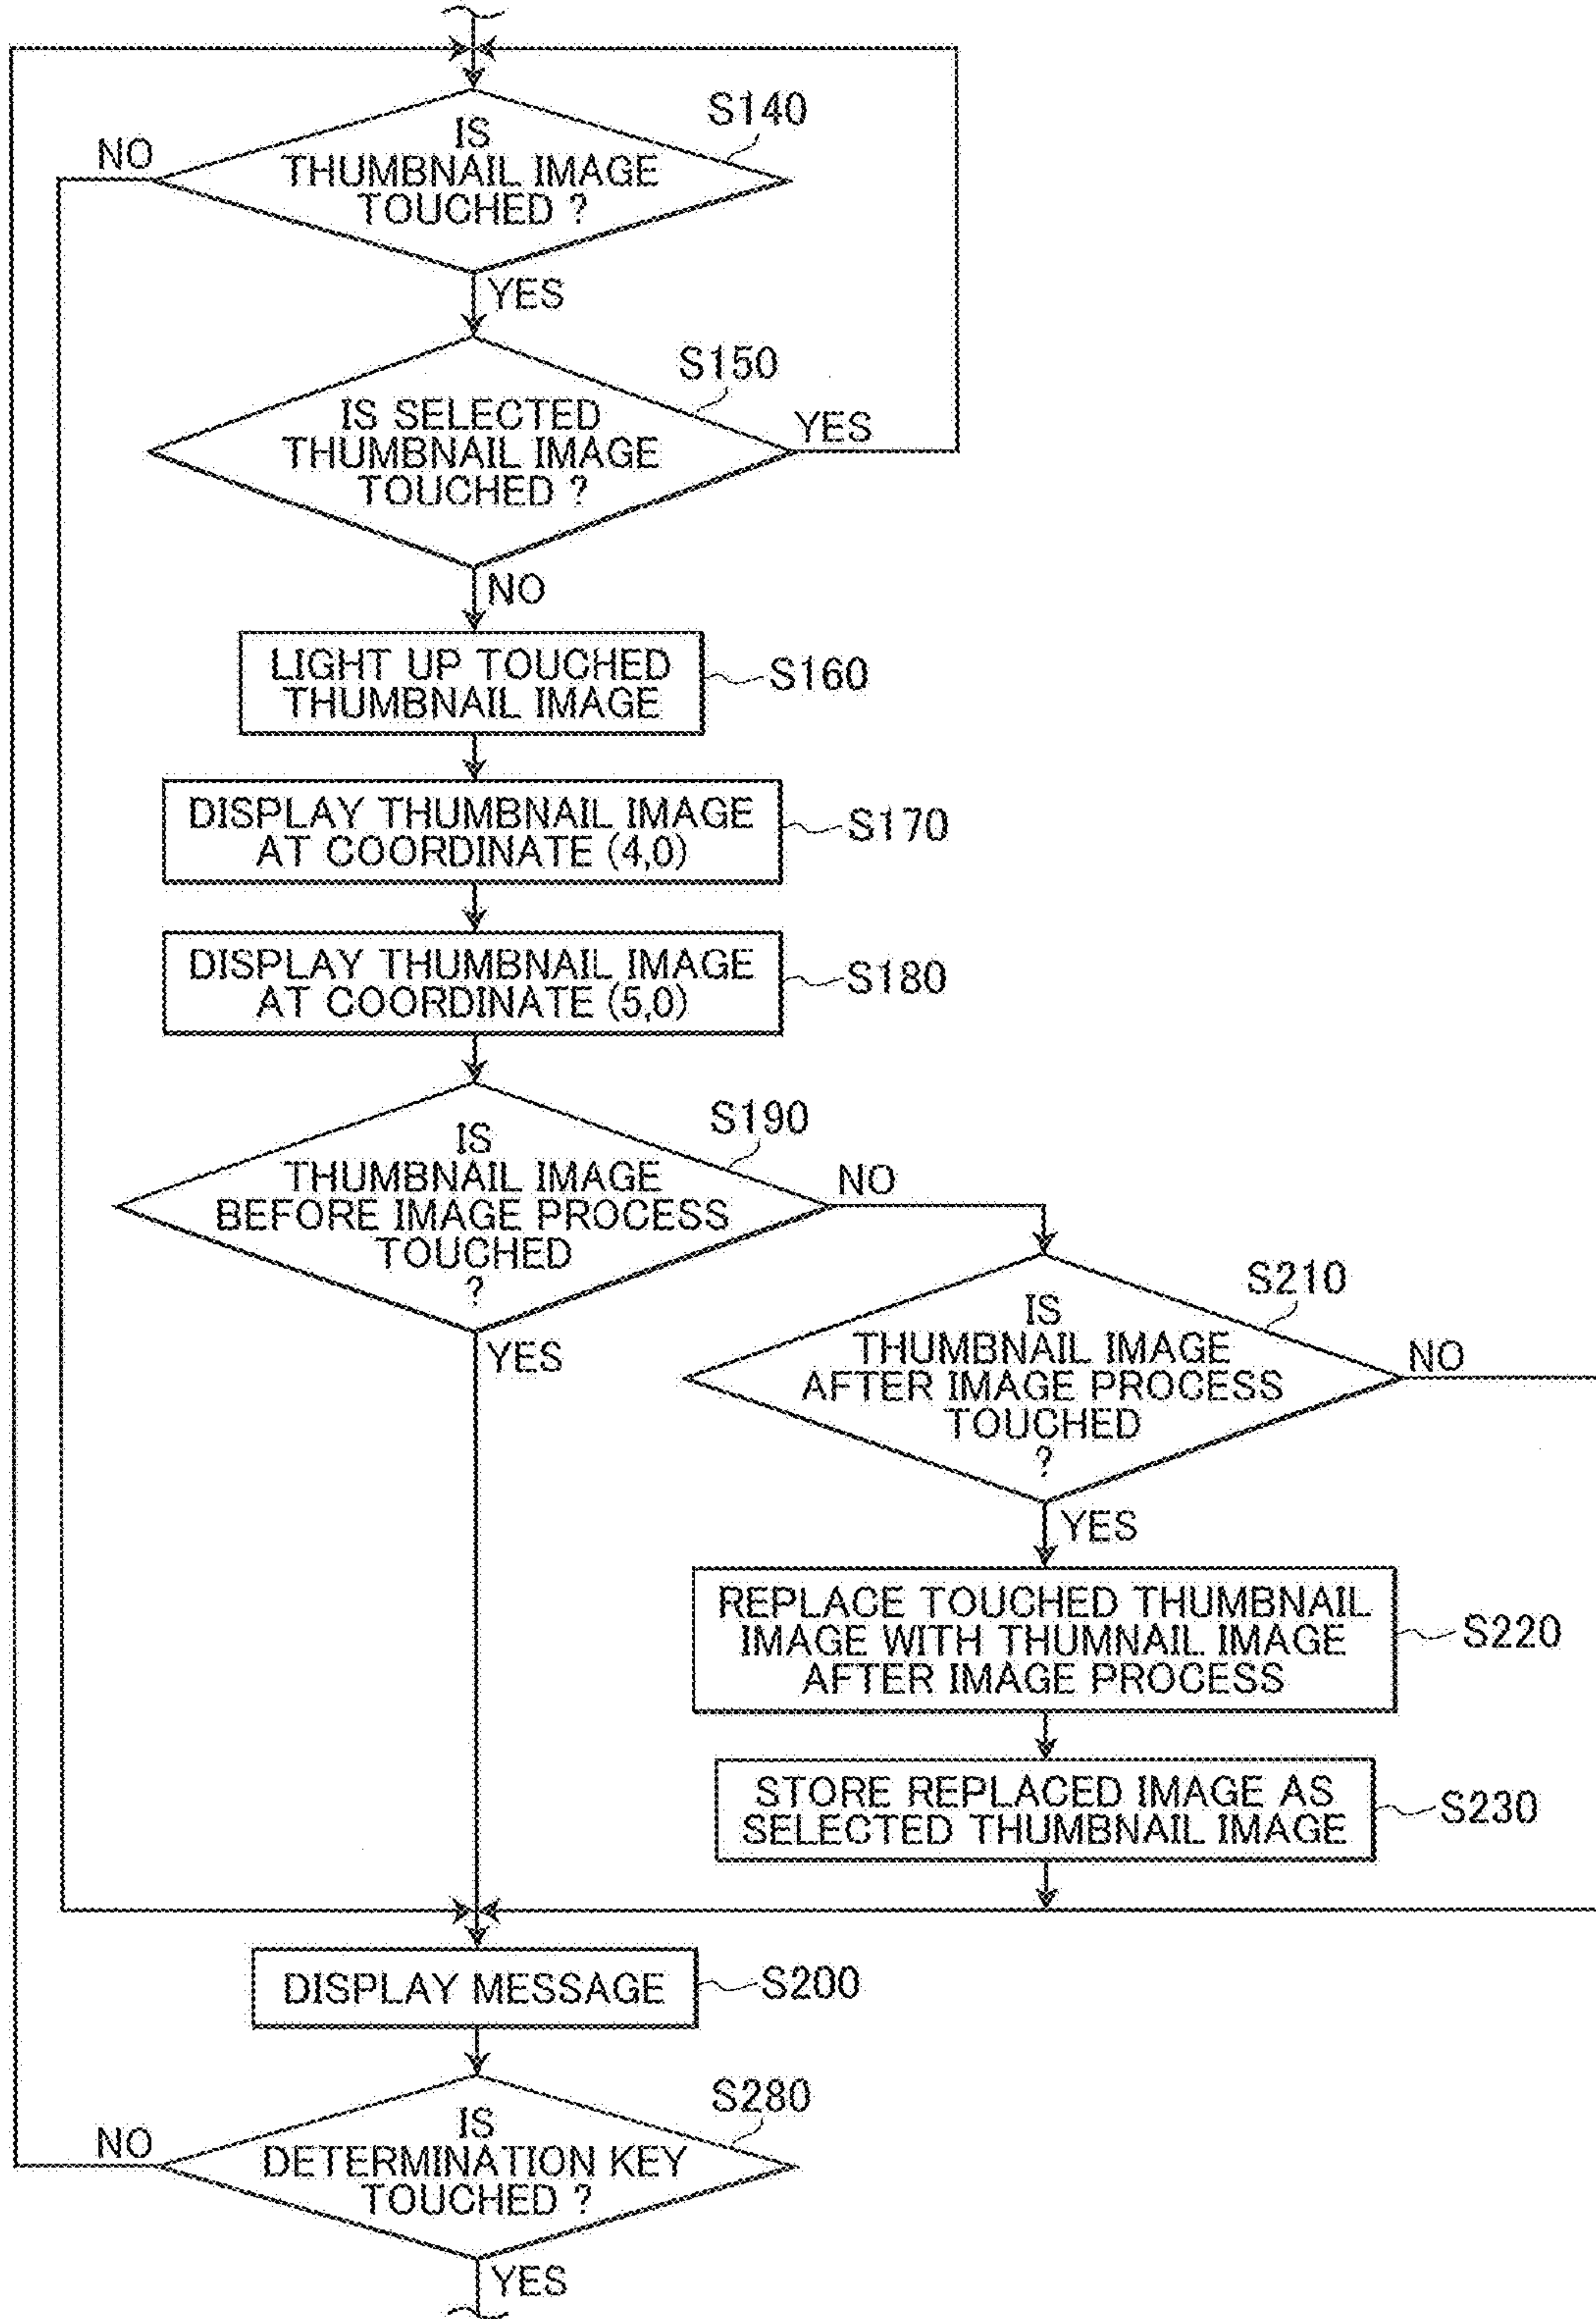 S140
NO
IS
THUMBNAIL IMAGE
TOUCHED ?
YES
S150
IS SELECTED
THUMBNAIL IMAGE
TOUCHED ?
YES
NO
LIGHT UP TOUCHED
THUMBNAIL IMAGE
S160
DISPLAY THUMBNAIL IMAGE
AT COORDINATE (4,0)
S170
DISPLAY THUMBNAIL IMAGE
AT COORDINATE (5,0)
S180
S190
IS
THUMBNAIL IMAGE
BEFORE IMAGE PROCESS
TOUCHED
?
NO
YES
S210
IS
THUMBNAIL IMAGE
AFTER IMAGE PROCESS
TOUCHED
?
NO
YES
REPLACE TOUCHED THUMBNAIL
IMAGE WITH THUMNAIL IMAGE
AFTER IMAGE PROCESS
S220
STORE REPLACED IMAGE AS
SELECTED THUMBNAIL IMAGE
S230
DISPLAY MESSAGE
S200
S280
NO
IS
DETERMINATION KEY
TOUCHED ?
YES